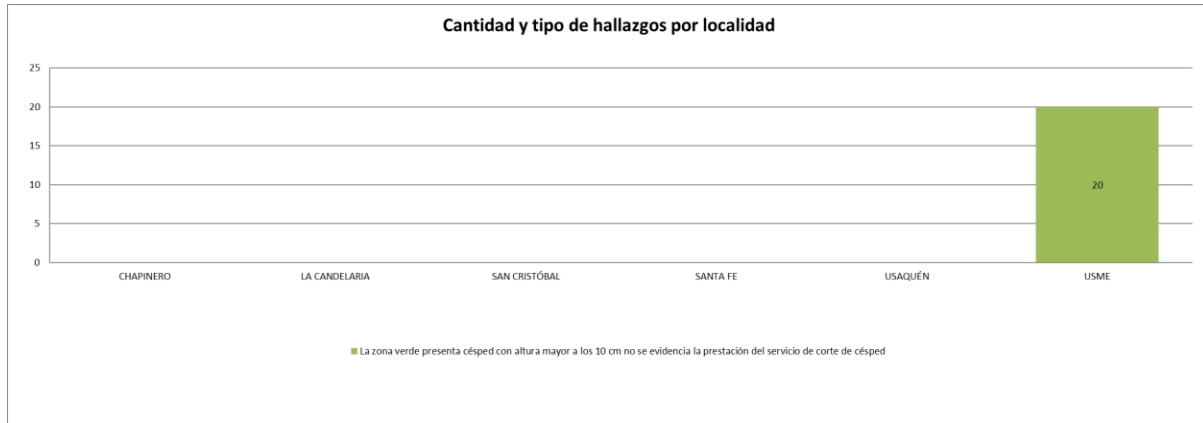 Cantidad y tipo de hallazgos por localidad
25
20
15
10
5
0
20
CHAPINERO LA CANDELARIA SAN CRISTÓBAL SANTA FE USAQUÉN USME
La zona verde presenta césped con altura mayor a los 10 cm no se evidencia la prestación del servicio de corte de césped